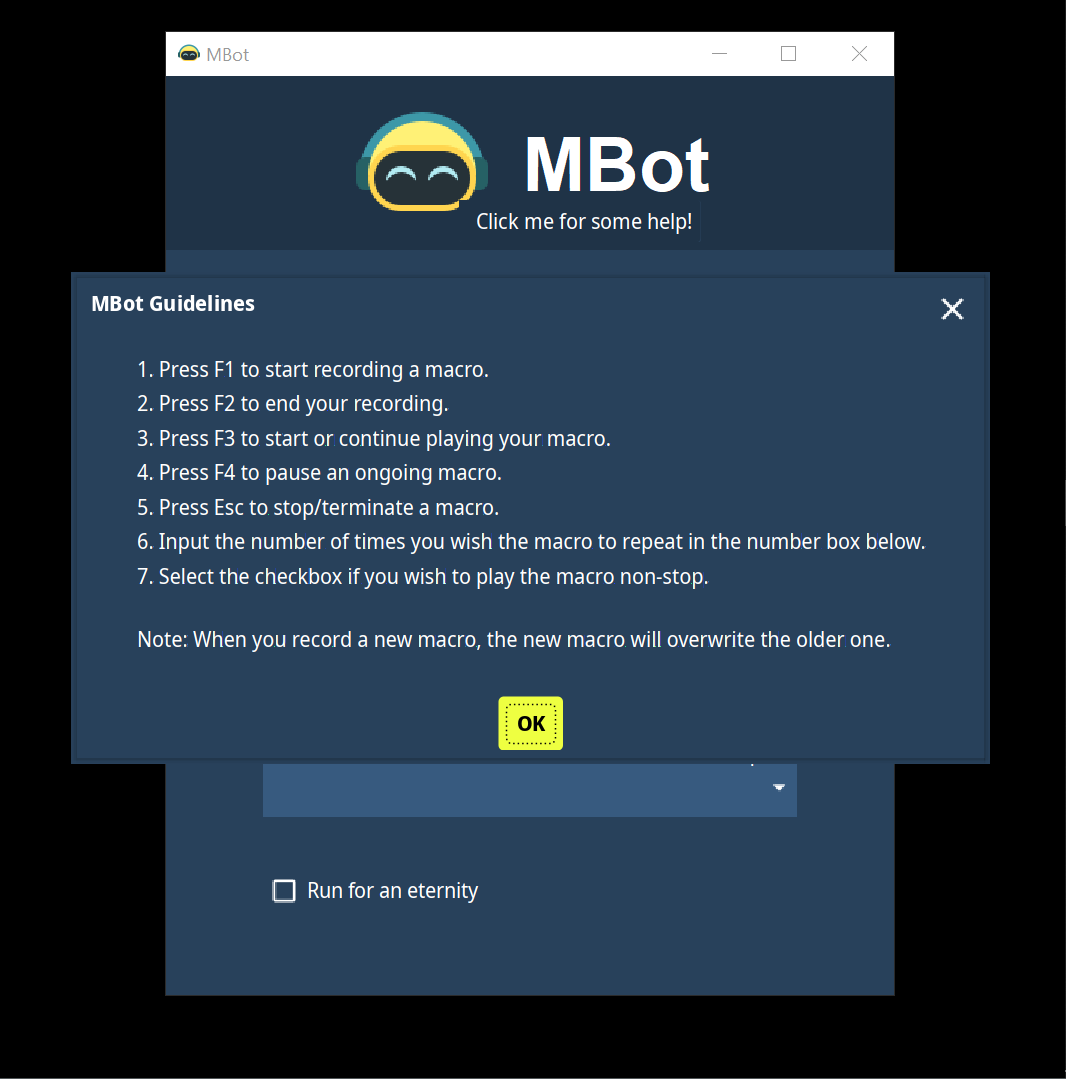 MBot
MBot
Click me for some help!
MBot Guidelines
1. Press F1 to start recording a macro.
2. Press F2 to end your recording.
3. Press F3 to start or continue playing your macro.
4. Press F4 to pause an ongoing macro.
5. Press Esc to stop/terminate a macro.
6. Input the number of times you wish the macro to repeat in the number box below.
7. Select the checkbox if you wish to play the macro non-stop.
Note: When you record a new macro, the new macro will overwrite the older one.
OK
Run for an eternity